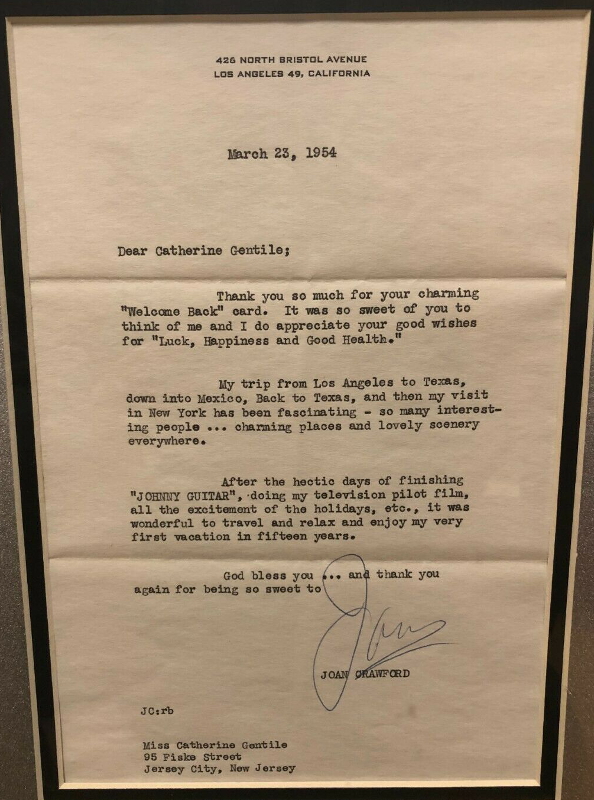 426 NORTH BRISTOL AVENUE
LOS ANGELES 49, CALIFORNIA
March 23, 1954
Dear Catherine Gentile;
Thank you so much for your charming
"Welcome Back" card. It was so sweet of you to
think of me and I do appreciate your good wishes
for "Luck, Happiness and Good Health."
My trip from Los Angeles to Texas,
down into Mexico, Back to Texas, and then my visit
in New York has been fascinating - so many interest-
ing people ... charming places and lovely scenery
everywhere.
After the hectic days of finishing
"JOHNNY GUITAR", doing my television pilot film,
all the excitement of the holidays, etc., it was
wonderful to travel and relax and enjoy my very
first vacation in fifteen years.
God bless you ... and thank you
again for being so sweet to
Joan
JOAN CRAWFORD
JC:rb
Miss Catherine Gentile
95 Fiske Street
Jersey City, New Jersey